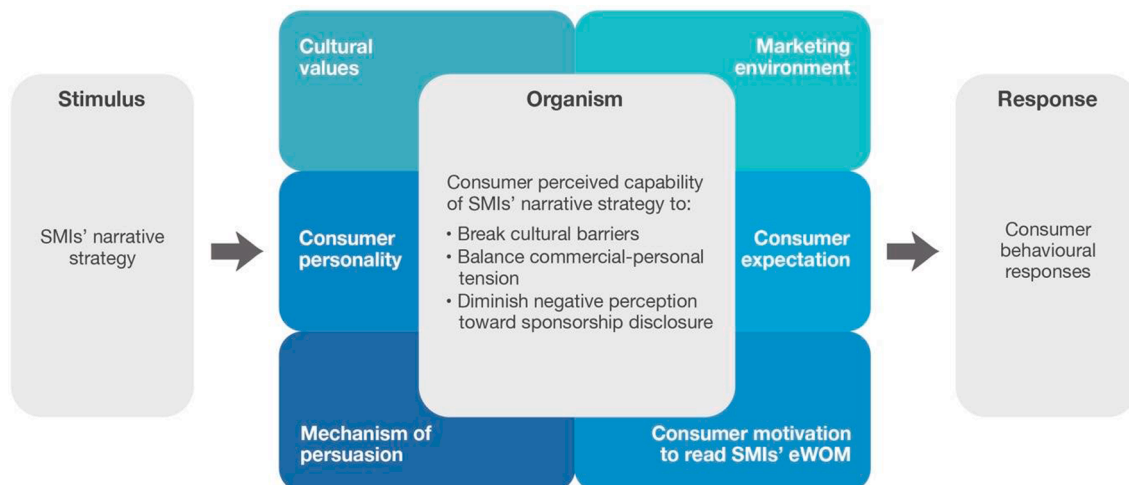 Stimulus
SMIs' narrative
strategy
Cultural
values
Marketing
environment
Consumer
personality
Consumer
expectation
Mechanism of
persuasion
Consumer motivation
to read SMIs' eWOM
Organism
Consumer perceived capability
of SMIs' narrative strategy to:
• Break cultural barriers
• Balance commercial-personal
tension
• Diminish negative perception
toward sponsorship disclosure
Response
Consumer
behavioural
responses